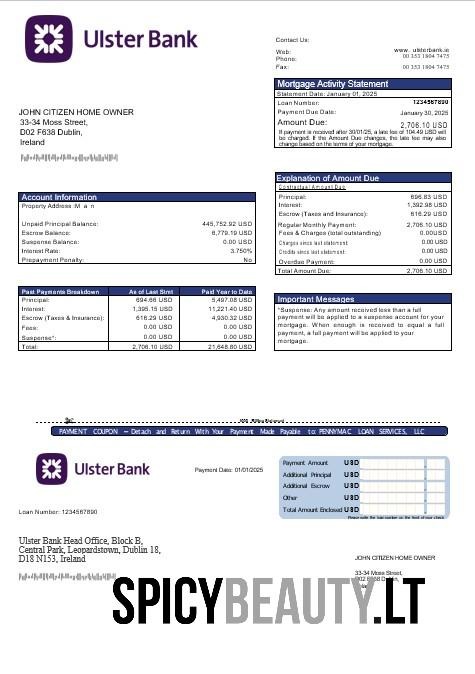 Ulster Bank
Contact Us:
Web: www. ulsterbank.ie
Phone: 00 353 1804 7475
Fax: 00 353 1804 7475
Mortgage Activity Statement
Statement Date: January 01, 2025
Loan Number: 1234567890
Payment Date: January 30, 2025
Amount Due: 2,706.10 USD
If payment is received after 30/01/25, a late fee of 104.49 will
be charged. If Amount Due changes, the late fee may also
change based on the terms of your mortgage.
JOHN CITIZEN HOME OWNER
33-34 Moss Street,
D02 F638 Dublin,
Ireland
Explanation of Amount Due
Contractual Amount Due
Principal: 696.83 USD
Interest: 1,392.98 USD
Escrow (Taxes and Insurance): 616.29 USD
Regular Monthly Payment: 2,706.10 USD
Fees & Charges (total outstanding) 0.00USD
Charges since last statement: 0.00 USD
Credits since last statement: 0.00 USD
Overdue Payment: 0.00 USD
Total Amount Due: 2,706.10 USD
Account Information
Property Address :M a n
Unpaid Principal Balance: 445,752.92 USD
Escrow Balance: 6,779.19 USD
Suspense Balance: 0.00 USD
Interest Rate: 3.750%
Prepayment Penalty: No
Past Payments Breakdown As of Last Stmt Paid Year to Date
Principal: 694.66 USD 5,497.08 USD
Interest: 1,395.15 USD 11,221.40 USD
Escrow (Taxes & Insurance): 616.29 USD 4,930.32 USD
Fees: 0.00 USD 0.00 USD
Suspense*: 0.00 USD 0.00 USD
Total: 2,706.10 USD 21,648.80 USD
Important Messages
*Suspense: Any amount received less than a full
payment will be applied to a suspense account for your
mortgage. When enough is received to equal a full
payment, a full payment will be applied to your
mortgage.
PAYMENT COUPON – Detach and Return With Your Payment Made Payable to: PENNYMAC LOAN SERVICES, LLC
Ulster Bank
Payment Date: 01/01/2025
Payment Amount USD
Additional Principal USD
Additional Escrow USD
Other USD
Total Amount Enclosed USD
Please write the loan number on the front of your check.
Loan Number: 1234567890
Ulster Bank Head Office, Block B,
Central Park, Leopardstown, Dublin 18,
D18 N153, Ireland
JOHN CITIZEN HOME OWNER
33-34 Moss Street,
D02 F638 Dublin,
SPICYBEAUTY.LT